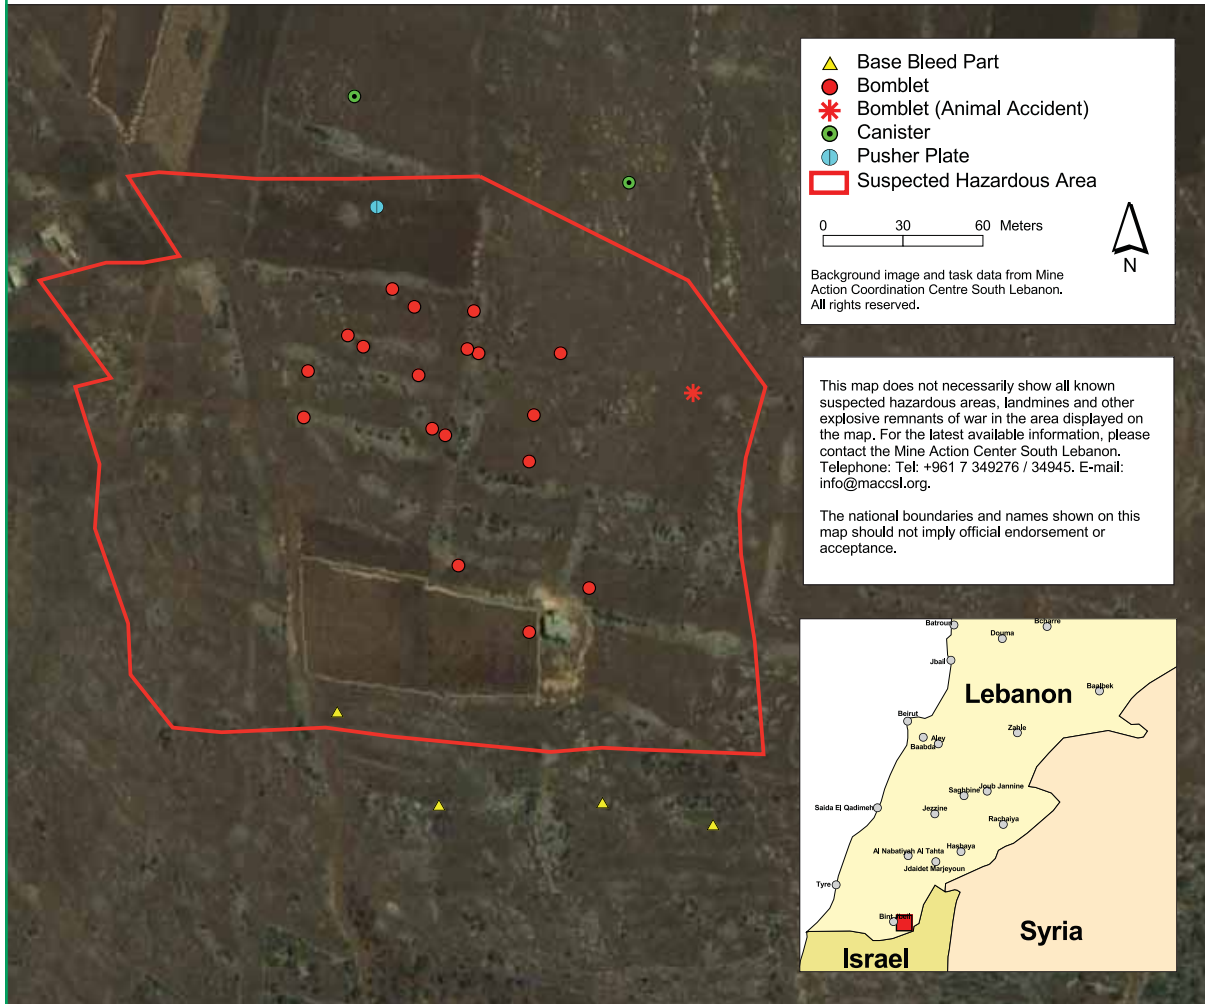 Base Bleed Part
Bomblet
Bomblet (Animal Accident)
Canister
Pusher Plate
Suspected Hazardous Area
0 30 60 Meters
N
Background image and task data from Mine
Action Coordination Centre South Lebanon.
All rights reserved.
This map does not necessarily show all known
suspected hazardous areas, landmines and other
explosive remnants of war in the area displayed on
the map. For the latest available information, please
contact the Mine Action Center South Lebanon.
Telephone: Tel: +961 7 349276 / 34945. E-mail:
info@maccsl.org.
The national boundaries and names shown on this
map should not imply official endorsement or
acceptance.
Batroun
Bcharre
Douma
Jbail
Baalbek
Lebanon
Beirut
Zahle
Aley
Baabda
Saghbine
Joub Jannine
Saida El Qadimeh
Jezzine
Rachaiya
Al Nabatiyah Al Tahta
Hasbaya
Jdaidet Marjeyoun
Tyre
Bint
Syria
Israel